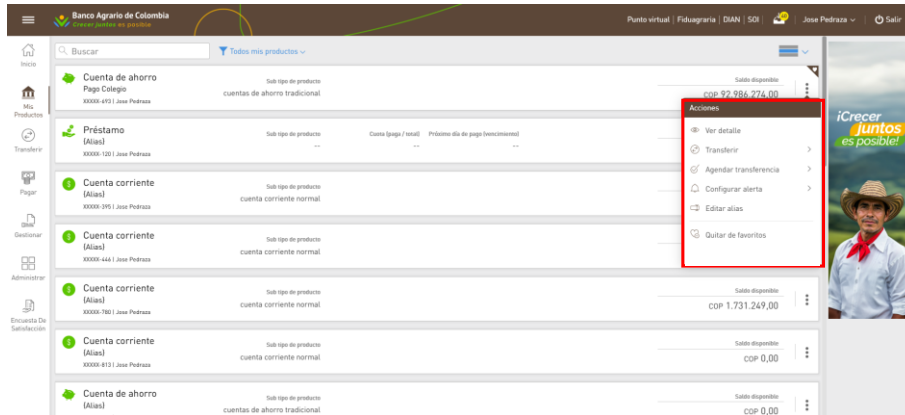 Banco Agrario de Colombia
Crecer juntos es posible
Punto virtual | Fiduagraria | DIAN | SOI |
Jose Pedraza
Salir
Inicio
Mis Productos
Transferir
Pagar
Gestionar
Administrar
Encuesta De Satisfacción
Buscar
Todos mis productos
Cuenta de ahorro
Pago Colegio
XXXXX-693 | Jose Pedraza
Sub tipo de producto
cuentas de ahorro tradicional
Saldo disponible
COP 92.986.274,00
Préstamo
(Alias)
XXXXX-120 | Jose Pedraza
Sub tipo de producto
--
Cuota (paga / total)
--
Próximo día de pago (vencimiento)
--
Cuenta corriente
(Alias)
XXXXX-395 | Jose Pedraza
Sub tipo de producto
cuenta corriente normal
Cuenta corriente
(Alias)
XXXXX-446 | Jose Pedraza
Sub tipo de producto
cuenta corriente normal
Cuenta corriente
(Alias)
XXXXX-780 | Jose Pedraza
Sub tipo de producto
cuenta corriente normal
Saldo disponible
COP 1.731.249,00
Cuenta corriente
(Alias)
XXXXX-813 | Jose Pedraza
Sub tipo de producto
cuenta corriente normal
Saldo disponible
COP 0,00
Cuenta de ahorro
(Alias)
Sub tipo de producto
cuentas de ahorro tradicional
Saldo disponible
COP 0,00
Acciones
Ver detalle
Transferir
Agendar transferencia
Configurar alerta
Editar alias
Quitar de favoritos
¡Crecer
juntos
es posible!